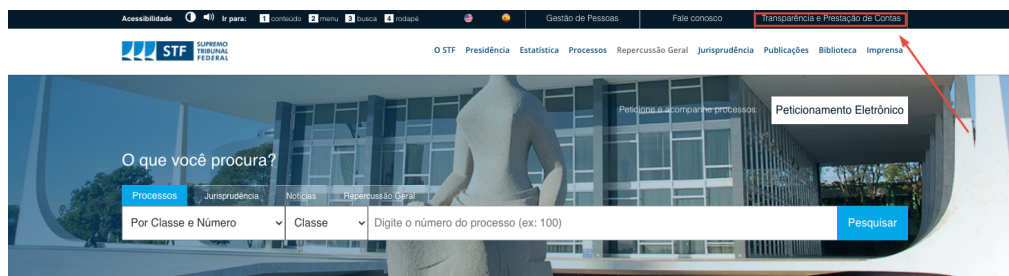 Acessibilidade Ir para: 1 conteúdo 2 menu 3 busca 4 rodapé Gestão de Pessoas Fale conosco Transparência e Prestação de Contas
STF SUPREMO TRIBUNAL FEDERAL
O STF Presidência Estatística Processos Repercussão Geral Jurisprudência Publicações Biblioteca Imprensa
Peticione e acompanhe processos: Peticionamento Eletrônico
O que você procura?
Processos Jurisprudência Notícias Repercussão Geral
Por Classe e Número Classe Digite o número do processo (ex: 100) Pesquisar